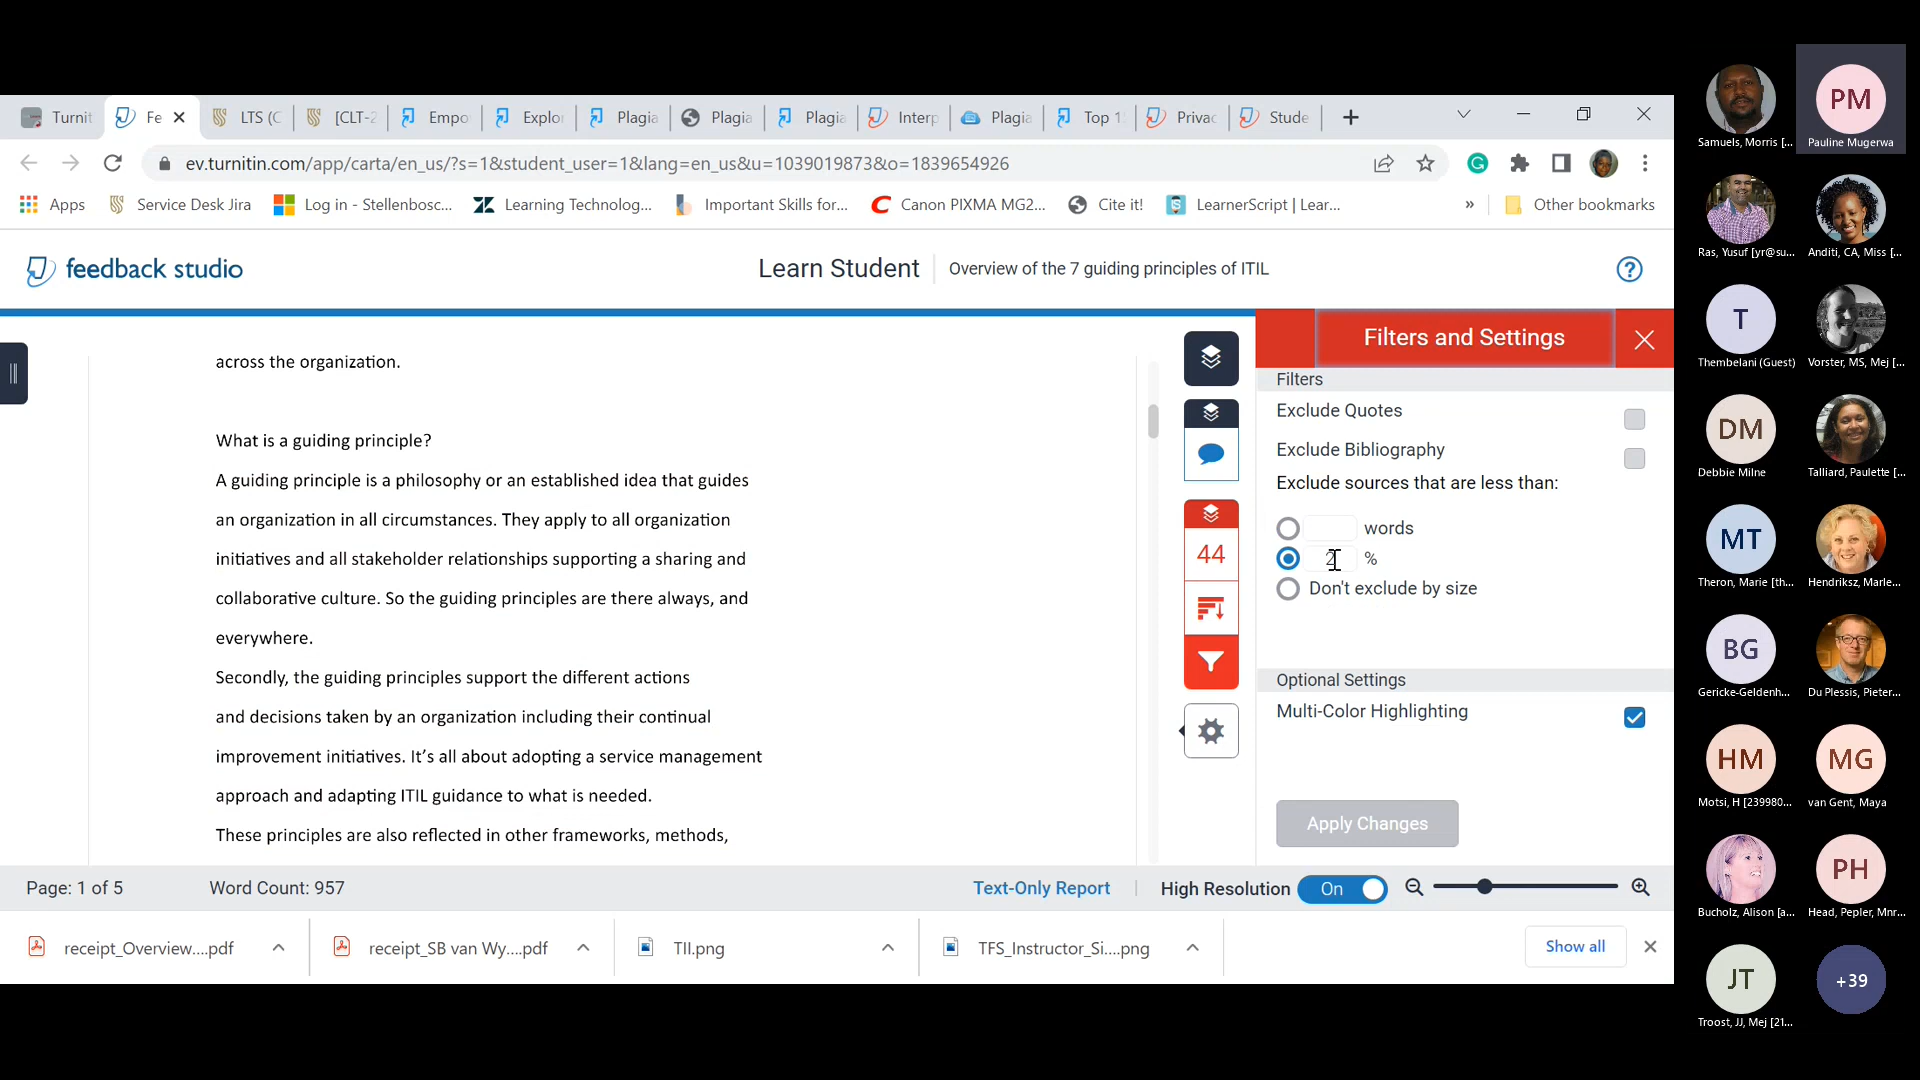 Turnit
Fe
LTS (C
[CLT-2
Empo
Explo
Plagia
Plagia
Plagia
Interp
Plagia
Top 1
Privac
Stude
ev.turnitin.com/app/carta/en_us/?s=1&student_user=1&lang=en_us&u=1039019873&o=1839654926
Apps
Service Desk Jira
Log in - Stellenbosc...
Learning Technolog...
Important Skills for...
Canon PIXMA MG2...
Cite it!
LearnerScript | Lear...
»
Other bookmarks
feedback studio
Learn Student
Overview of the 7 guiding principles of ITIL
across the organization.
What is a guiding principle?
A guiding principle is a philosophy or an established idea that guides
an organization in all circumstances. They apply to all organization
initiatives and all stakeholder relationships supporting a sharing and
collaborative culture. So the guiding principles are there always, and
everywhere.
Secondly, the guiding principles support the different actions
and decisions taken by an organization including their continual
improvement initiatives. It's all about adopting a service management
approach and adapting ITIL guidance to what is needed.
These principles are also reflected in other frameworks, methods,
44
Filters and Settings
Filters
Exclude Quotes
Exclude Bibliography
Exclude sources that are less than:
words
2 %
Don't exclude by size
Optional Settings
Multi-Color Highlighting
Apply Changes
Page: 1 of 5
Word Count: 957
Text-Only Report
High Resolution
On
receipt_Overview....pdf
receipt_SB van Wy....pdf
TII.png
TFS_Instructor_Si....png
Show all
Samuels, Morris [...
PM
Pauline Mugerwa
Ras, Yusuf [yr@su...
Anditi, CA, Miss [...
T
Thembelani (Guest)
Vorster, MS, Mej [...
DM
Debbie Milne
Talliard, Paulette [...
MT
Theron, Marie [th...
Hendriksz, Marle...
BG
Gericke-Geldenh...
Du Plessis, Pieter...
HM
Motsi, H [239980...
MG
van Gent, Maya
Bucholz, Alison [a...
PH
Head, Pepler, Mnr...
JT
Troost, JJ, Mej [21...
+39